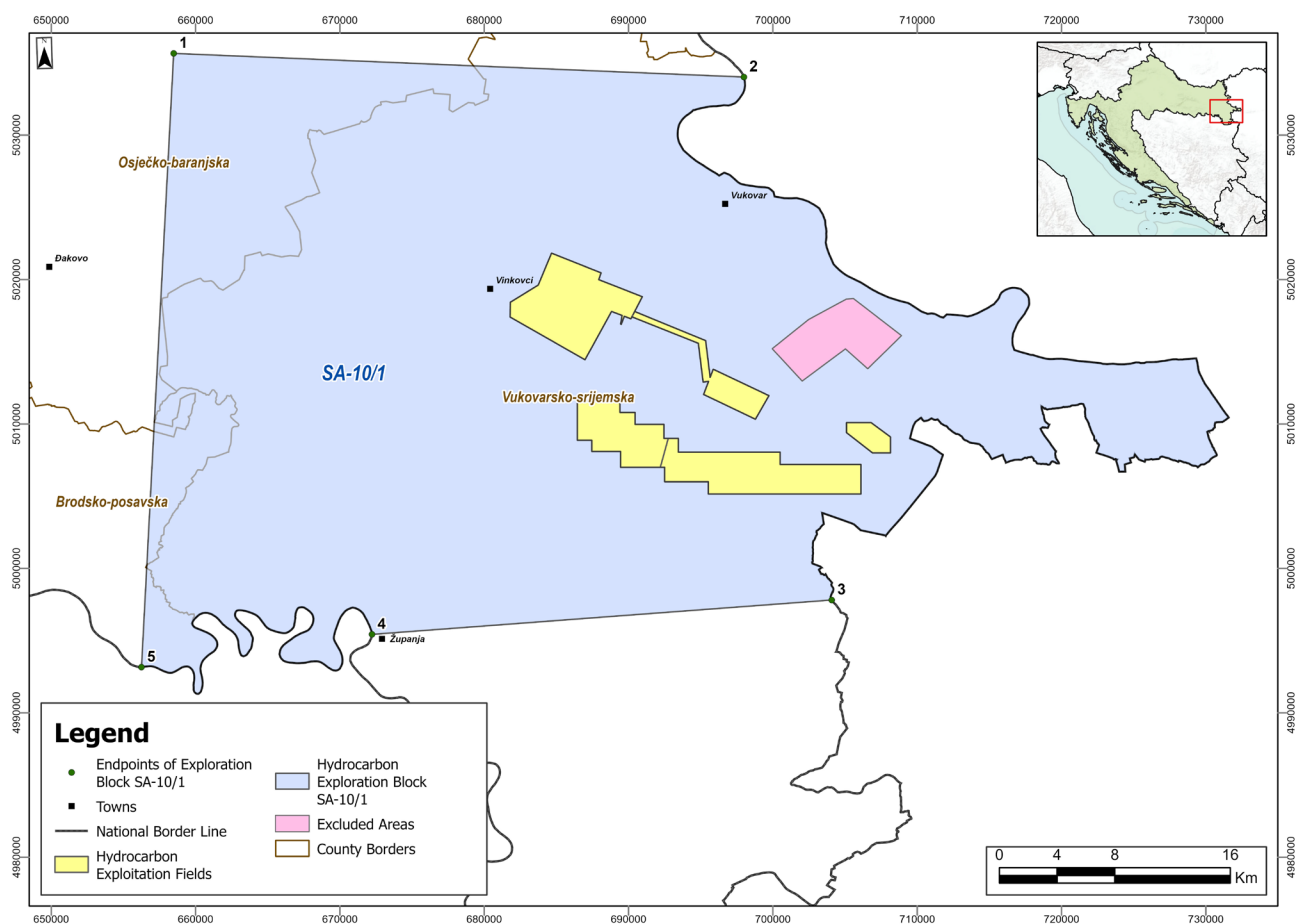 650000 660000 670000 680000 690000 700000 710000 720000 730000
N
1
2
5030000 5030000
Osječko-baranjska
Vukovar
Đakovo
5020000 5020000
Vinkovci
SA-10/1
Vukovarsko-srijemska
5010000 5010000
Brodsko-posavska
5000000 5000000
3
4
Županja
5
4990000 4990000
Legend
Endpoints of Exploration
Block SA-10/1
Towns
National Border Line
Hydrocarbon
Exploitation Fields
Hydrocarbon
Exploration Block
SA-10/1
Excluded Areas
County Borders
4980000 4980000
0 4 8 16
Km
650000 660000 670000 680000 690000 700000 710000 720000 730000